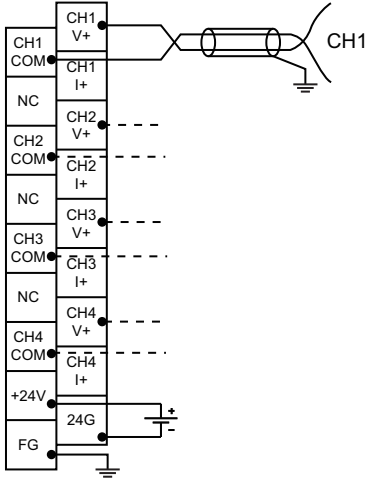 CH1
V+
CH1
CH1
COM
CH1
I+
NC
CH2
V+
CH2
COM
CH2
I+
NC
CH3
V+
CH3
COM
CH3
I+
NC
CH4
V+
CH4
COM
CH4
I+
+24V
+
24G
-
FG